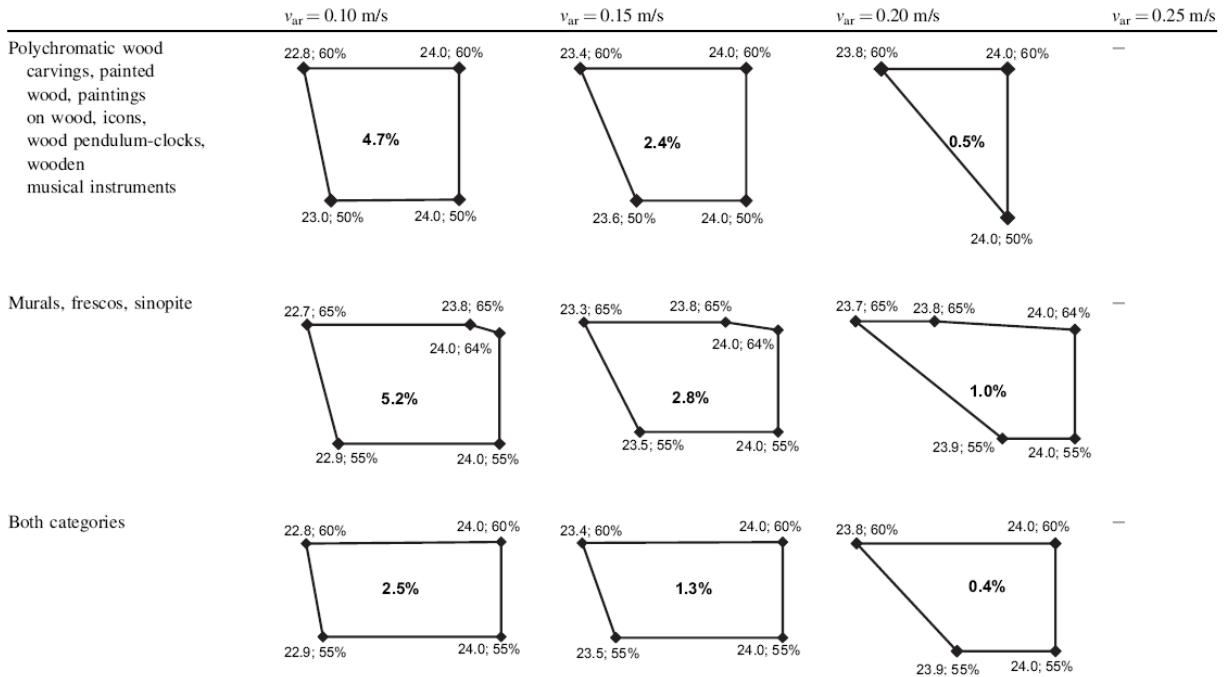 v_ar = 0.10 m/s v_ar = 0.15 m/s v_ar = 0.20 m/s v_ar = 0.25 m/s
Polychromatic wood
carvings, painted
wood, paintings
on wood, icons,
wood pendulum-clocks,
wooden
musical instruments
22.8; 60% 24.0; 60%
4.7%
23.0; 50% 24.0; 50%
23.4; 60% 24.0; 60%
2.4%
23.6; 50% 24.0; 50%
23.8; 60% 24.0; 60%
0.5%
24.0; 50%
–
Murals, frescos, sinopite
22.7; 65% 23.8; 65%
24.0; 64%
5.2%
22.9; 55% 24.0; 55%
23.3; 65% 23.8; 65%
24.0; 64%
2.8%
23.5; 55% 24.0; 55%
23.7; 65% 23.8; 65% 24.0; 64%
1.0%
23.9; 55% 24.0; 55%
–
Both categories
22.8; 60% 24.0; 60%
2.5%
22.9; 55% 24.0; 55%
23.4; 60% 24.0; 60%
1.3%
23.5; 55% 24.0; 55%
23.8; 60% 24.0; 60%
0.4%
23.9; 55% 24.0; 55%
–